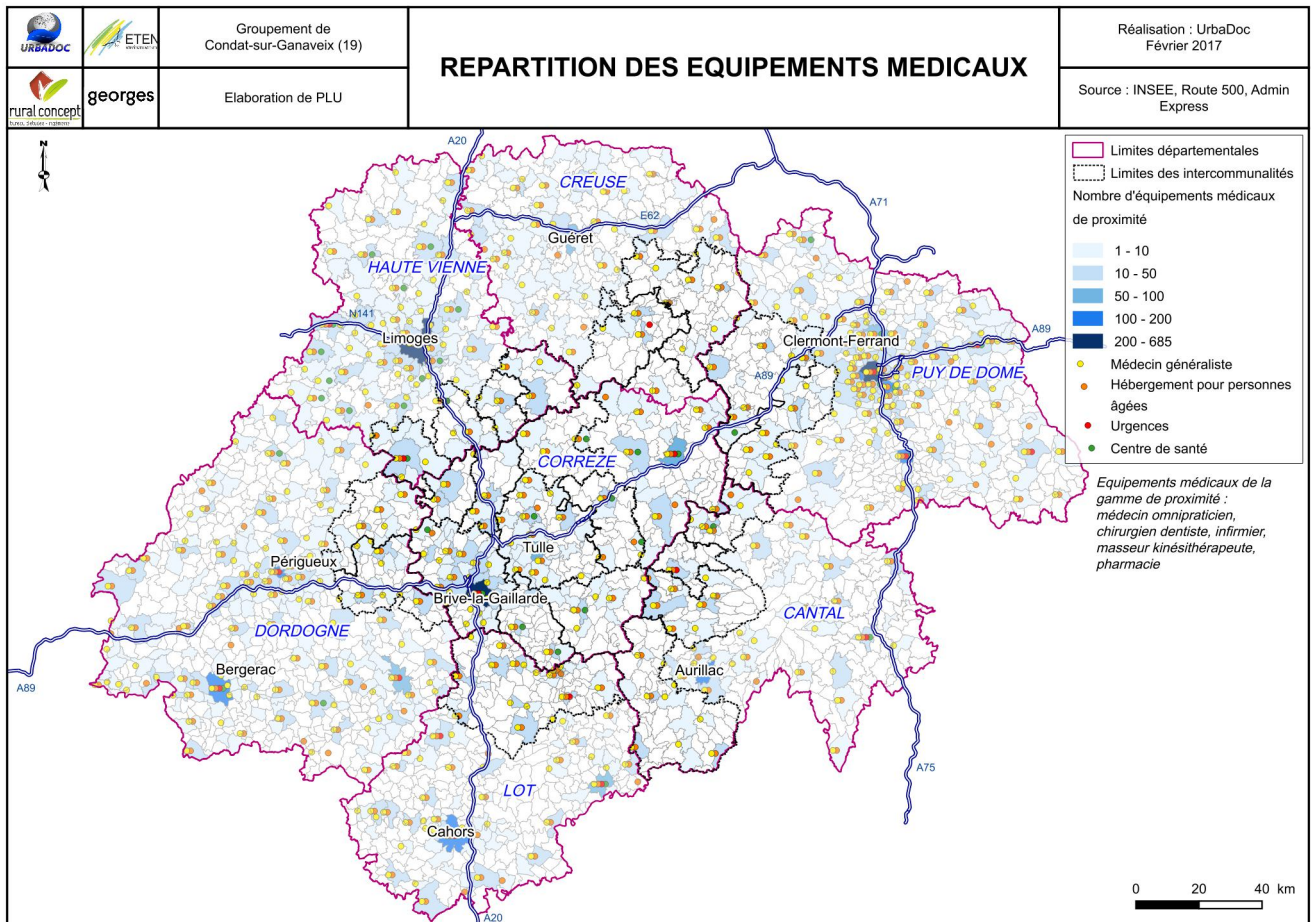 URBADOC
ETEN
environnement
rural concept
georges
Groupement de
Condat-sur-Ganaveix (19)
Elaboration de PLU
REPARTITION DES EQUIPEMENTS MEDICAUX
Réalisation : UrbaDoc
Février 2017
Source : INSEE, Route 500, Admin
Express
N
Limites départementales
Limites des intercommunalités
Nombre d'équipements médicaux
de proximité
1 - 10
10 - 50
50 - 100
100 - 200
200 - 685
Médecin généraliste
Hébergement pour personnes
âgées
Urgences
Centre de santé
Equipements médicaux de la
gamme de proximité :
médecin omnipraticien,
chirurgien dentiste, infirmier,
masseur kinésithérapeute,
pharmacie
A20
CREUSE
A71
E62
Guéret
HAUTE VIENNE
N141
Limoges
Clermont-Ferrand
A89
A89
PUY DE DOME
CORREZE
Tulle
Périgueux
Brive-la-Gaillarde
DORDOGNE
CANTAL
Bergerac
Aurillac
A89
A75
LOT
Cahors
A20
0 20 40 km